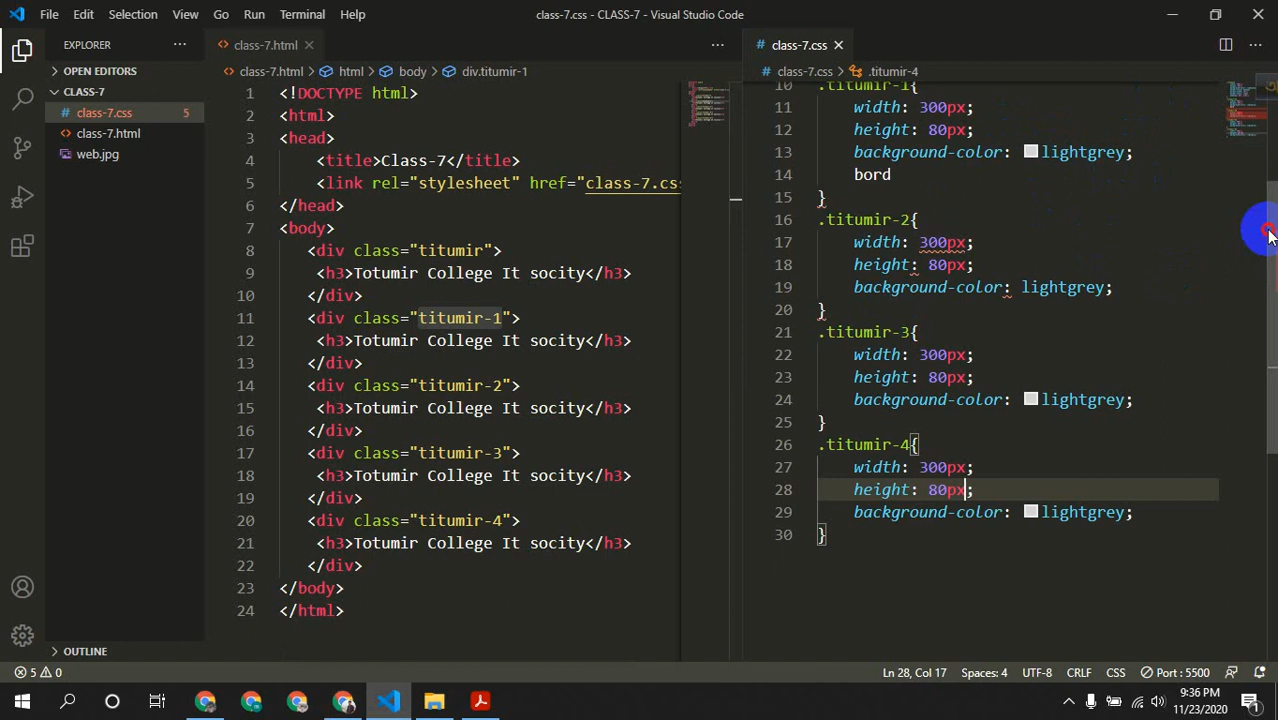 File Edit Selection View Go Run Terminal Help class-7.css - CLASS-7 - Visual Studio Code
EXPLORER
OPEN EDITORS
CLASS-7
class-7.css 5
class-7.html
web.jpg
OUTLINE
class-7.html
class-7.html html body div.titumir-1
1 <!DOCTYPE html>
2 <html>
3 <head>
4 <title>Class-7</title>
5 <link rel="stylesheet" href="class-7.css
6 </head>
7 <body>
8 <div class="titumir">
9 <h3>Totumir College It socity</h3>
10 </div>
11 <div class="titumir-1">
12 <h3>Totumir College It socity</h3>
13 </div>
14 <div class="titumir-2">
15 <h3>Totumir College It socity</h3>
16 </div>
17 <div class="titumir-3">
18 <h3>Totumir College It socity</h3>
19 </div>
20 <div class="titumir-4">
21 <h3>Totumir College It socity</h3>
22 </div>
23 </body>
24 </html>
class-7.css
class-7.css .titumir-4
10 .titumir-1{
11 width: 300px;
12 height: 80px;
13 background-color: lightgrey;
14 bord
15 }
16 .titumir-2{
17 width: 300px;
18 height: 80px;
19 background-color: lightgrey;
20 }
21 .titumir-3{
22 width: 300px;
23 height: 80px;
24 background-color: lightgrey;
25 }
26 .titumir-4{
27 width: 300px;
28 height: 80px;
29 background-color: lightgrey;
30 }
5 0 Ln 28, Col 17 Spaces: 4 UTF-8 CRLF CSS Port : 5500
9:36 PM
11/23/2020